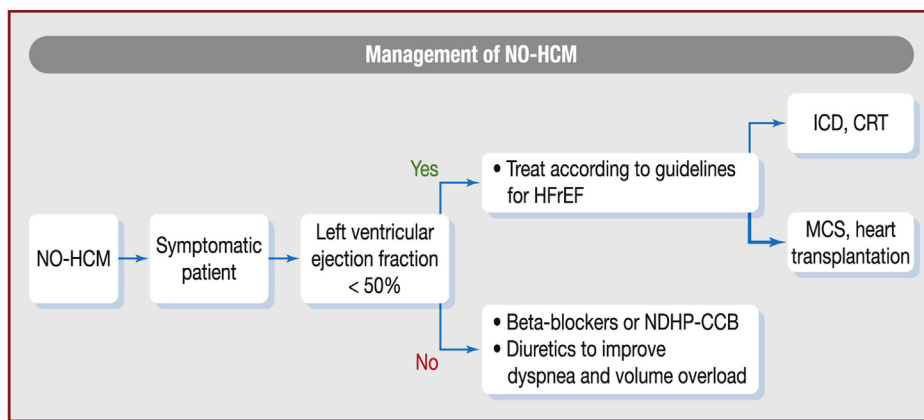 Management of NO-HCM
NO-HCM
Symptomatic
patient
Left ventricular
ejection fraction
< 50%
Yes
• Treat according to guidelines
for HFrEF
ICD, CRT
MCS, heart
transplantation
No
• Beta-blockers or NDHP-CCB
• Diuretics to improve
dyspnea and volume overload